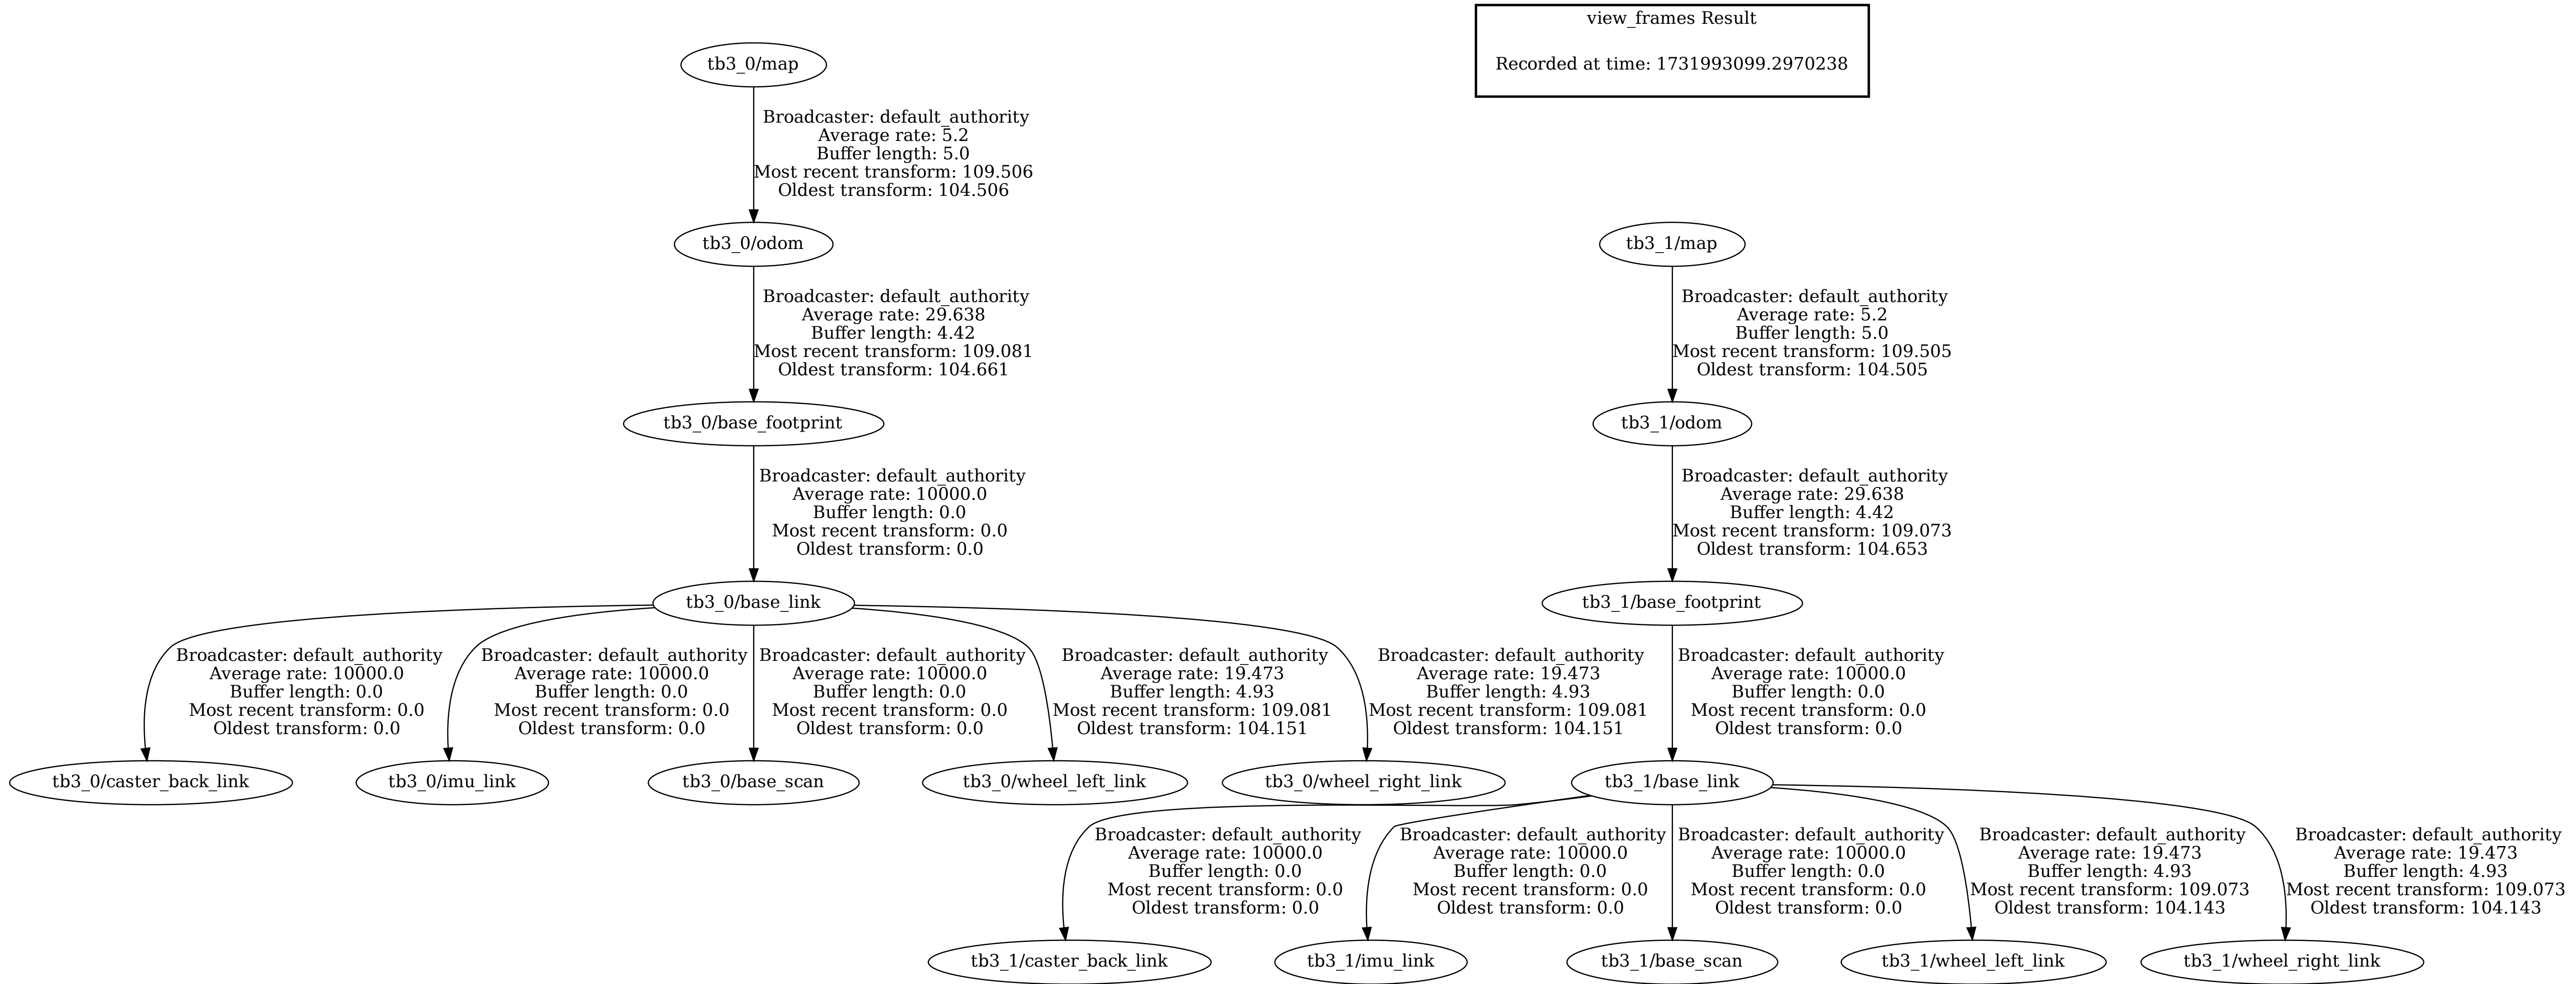 view_frames Result
Recorded at time: 1731993099.2970238
tb3_0/map
Broadcaster: default_authority
Average rate: 5.2
Buffer length: 5.0
Most recent transform: 109.506
Oldest transform: 104.506
tb3_0/odom
Broadcaster: default_authority
Average rate: 29.638
Buffer length: 4.42
Most recent transform: 109.081
Oldest transform: 104.661
tb3_0/base_footprint
Broadcaster: default_authority
Average rate: 10000.0
Buffer length: 0.0
Most recent transform: 0.0
Oldest transform: 0.0
tb3_0/base_link
Broadcaster: default_authority
Average rate: 10000.0
Buffer length: 0.0
Most recent transform: 0.0
Oldest transform: 0.0
tb3_0/caster_back_link
Broadcaster: default_authority
Average rate: 10000.0
Buffer length: 0.0
Most recent transform: 0.0
Oldest transform: 0.0
tb3_0/imu_link
Broadcaster: default_authority
Average rate: 10000.0
Buffer length: 0.0
Most recent transform: 0.0
Oldest transform: 0.0
tb3_0/base_scan
Broadcaster: default_authority
Average rate: 19.473
Buffer length: 4.93
Most recent transform: 109.081
Oldest transform: 104.151
tb3_0/wheel_left_link
Broadcaster: default_authority
Average rate: 19.473
Buffer length: 4.93
Most recent transform: 109.081
Oldest transform: 104.151
tb3_0/wheel_right_link
tb3_1/map
Broadcaster: default_authority
Average rate: 5.2
Buffer length: 5.0
Most recent transform: 109.505
Oldest transform: 104.505
tb3_1/odom
Broadcaster: default_authority
Average rate: 29.638
Buffer length: 4.42
Most recent transform: 109.073
Oldest transform: 104.653
tb3_1/base_footprint
Broadcaster: default_authority
Average rate: 10000.0
Buffer length: 0.0
Most recent transform: 0.0
Oldest transform: 0.0
tb3_1/base_link
Broadcaster: default_authority
Average rate: 10000.0
Buffer length: 0.0
Most recent transform: 0.0
Oldest transform: 0.0
tb3_1/caster_back_link
Broadcaster: default_authority
Average rate: 10000.0
Buffer length: 0.0
Most recent transform: 0.0
Oldest transform: 0.0
tb3_1/imu_link
Broadcaster: default_authority
Average rate: 10000.0
Buffer length: 0.0
Most recent transform: 0.0
Oldest transform: 0.0
tb3_1/base_scan
Broadcaster: default_authority
Average rate: 19.473
Buffer length: 4.93
Most recent transform: 109.073
Oldest transform: 104.143
tb3_1/wheel_left_link
Broadcaster: default_authority
Average rate: 19.473
Buffer length: 4.93
Most recent transform: 109.073
Oldest transform: 104.143
tb3_1/wheel_right_link